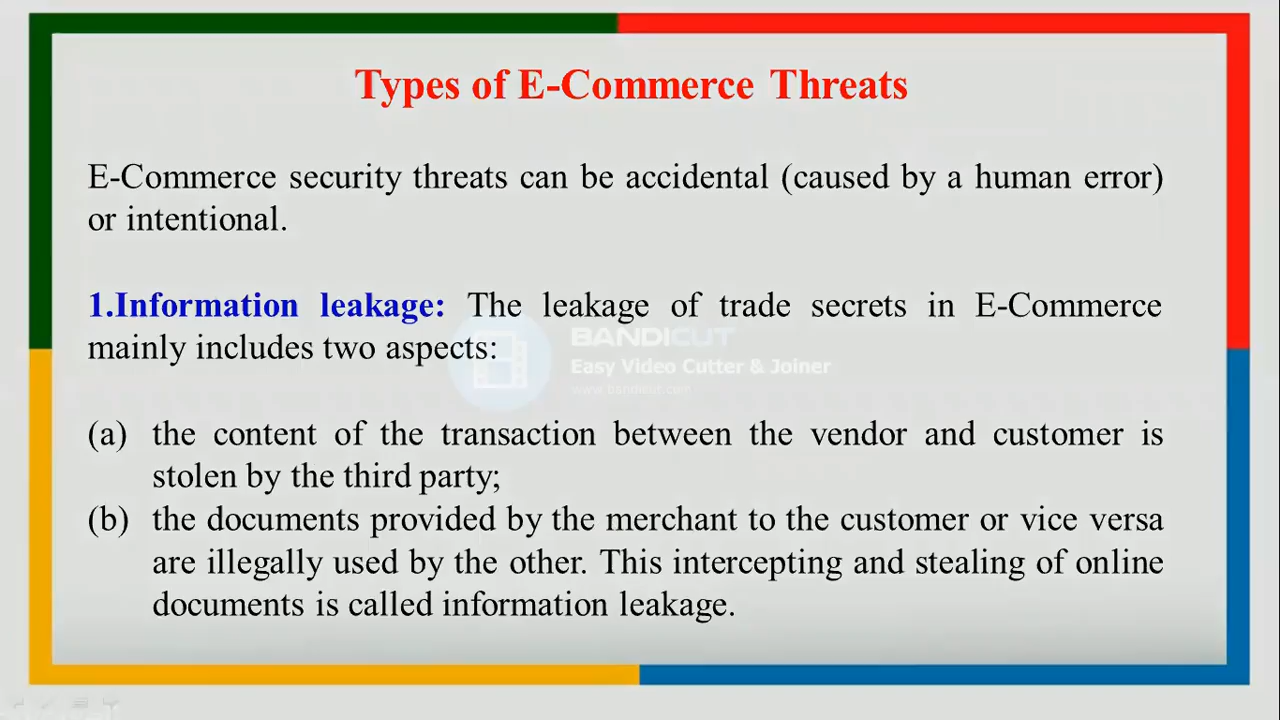 Types of E-Commerce Threats
E-Commerce security threats can be accidental (caused by a human error)
or intentional.
1.Information leakage: The leakage of trade secrets in E-Commerce
mainly includes two aspects:
BANDICUT
Easy Video Cutter & Joiner
www.bandicut.com
(a) the content of the transaction between the vendor and customer is
stolen by the third party;
(b) the documents provided by the merchant to the customer or vice versa
are illegally used by the other. This intercepting and stealing of online
documents is called information leakage.